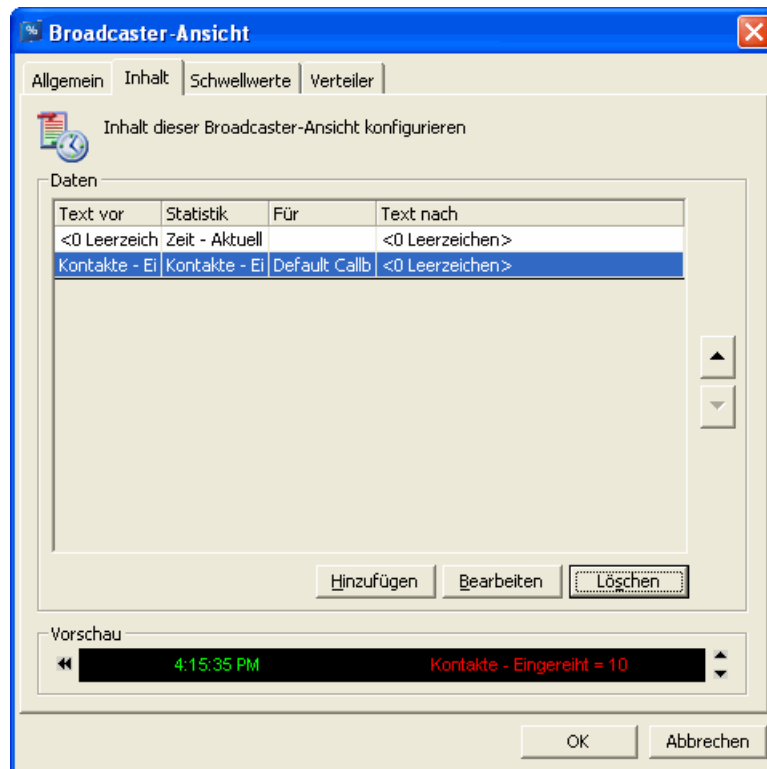 Broadcaster-Ansicht
Allgemein Inhalt Schwellwerte Verteiler
Inhalt dieser Broadcaster-Ansicht konfigurieren
Daten
Text vor Statistik Für Text nach
<0 Leerzeich Zeit - Aktuell <0 Leerzeichen>
Kontakte - Ei Kontakte - Ei Default Callb <0 Leerzeichen>
Hinzufügen Bearbeiten Löschen
Vorschau
4:15:35 PM Kontakte - Eingereiht = 10
OK Abbrechen